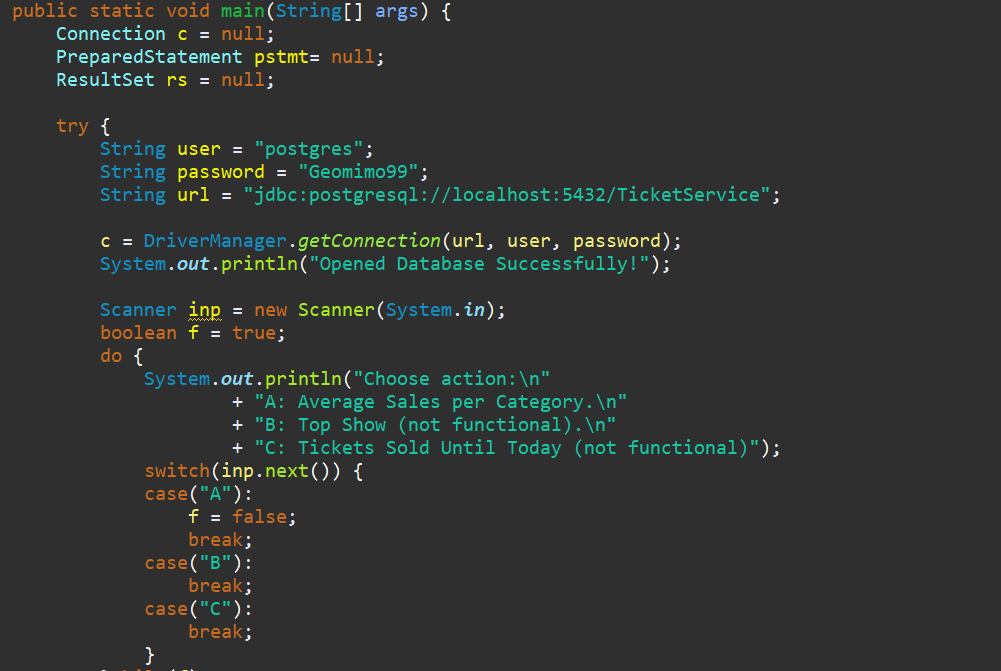 public static void main(String[] args) {
    Connection c = null;
    PreparedStatement pstmt= null;
    ResultSet rs = null;

    try {
        String user = "postgres";
        String password = "Geomimo99";
        String url = "jdbc:postgresql://localhost:5432/TicketService";

        c = DriverManager.getConnection(url, user, password);
        System.out.println("Opened Database Successfully!");

        Scanner inp = new Scanner(System.in);
        boolean f = true;
        do {
            System.out.println("Choose action:\n"
                    + "A: Average Sales per Category.\n"
                    + "B: Top Show (not functional).\n"
                    + "C: Tickets Sold Until Today (not functional)");
            switch(inp.next()) {
            case("A"):
                f = false;
                break;
            case("B"):
                break;
            case("C"):
                break;
            }